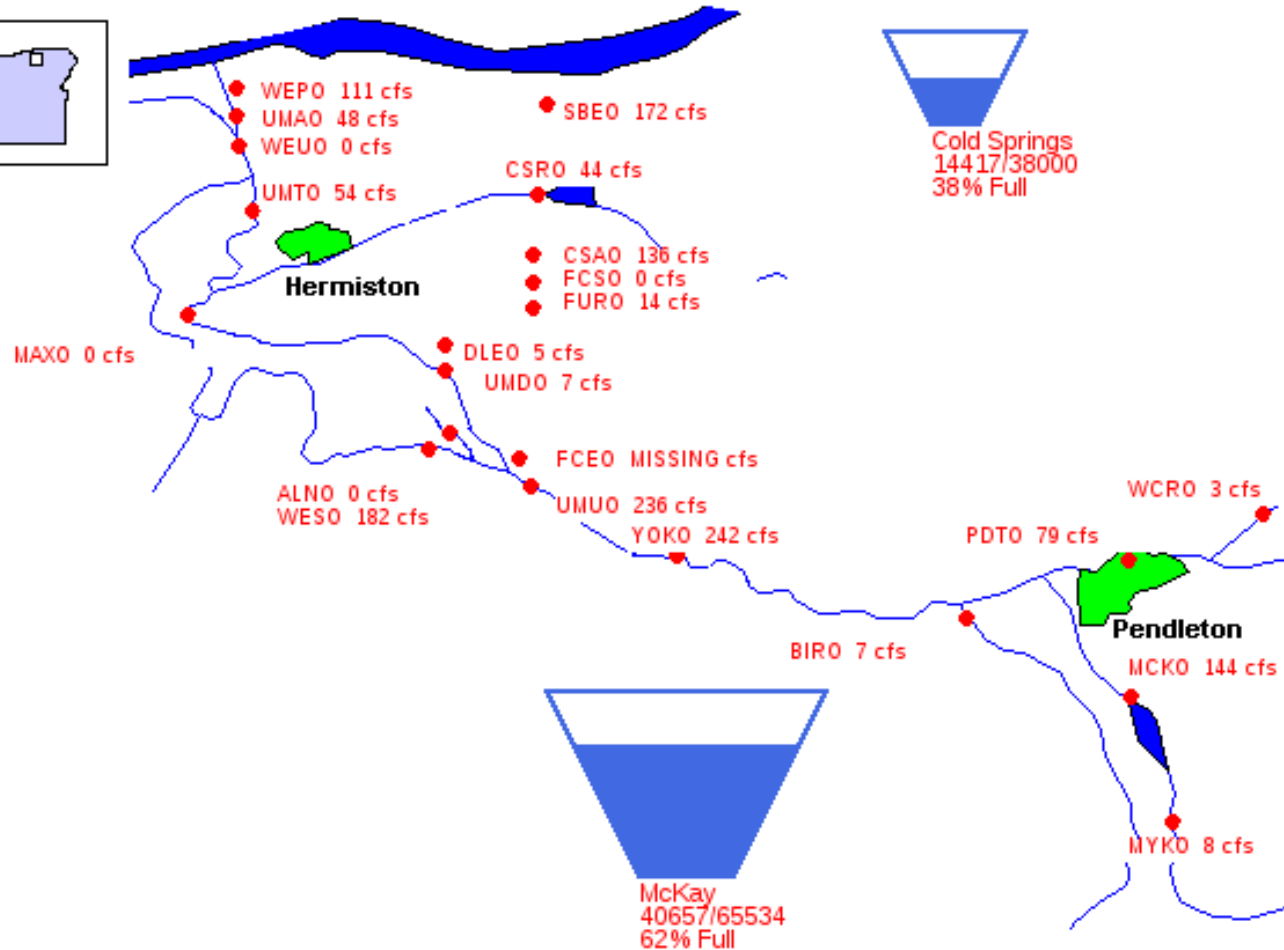 WEPO 111 cfs
UMAO 48 cfs
WEUO 0 cfs
SBEO 172 cfs
Cold Springs
14417/38000
38% Full
CSRO 44 cfs
UMTO 54 cfs
CSAO 136 cfs
FCSO 0 cfs
FURO 14 cfs
Hermiston
MAXO 0 cfs
DLEO 5 cfs
UMDO 7 cfs
FCEO MISSING cfs
ALNO 0 cfs
WESO 182 cfs
UMUO 236 cfs
YOKO 242 cfs
WCRO 3 cfs
PDTO 79 cfs
Pendleton
BIRO 7 cfs
MCKO 144 cfs
MYKO 8 cfs
McKay
40657/65534
62% Full